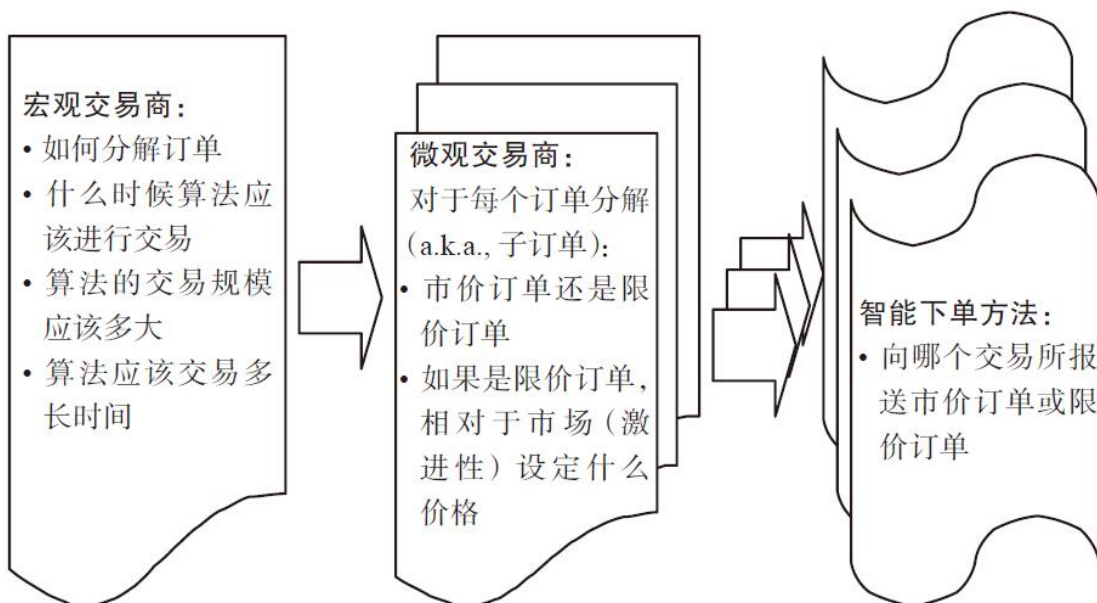 宏观交易商：
• 如何分解订单
• 什么时候算法应
该进行交易
• 算法的交易规模
应该多大
• 算法应该交易多
长时间
微观交易商：
对于每个订单分解
(a.k.a., 子订单)：
• 市价订单还是限
价订单
• 如果是限价订单，
相对于市场（激
进性）设定什么
价格
智能下单方法：
• 向哪个交易所报
送市价订单或限
价订单